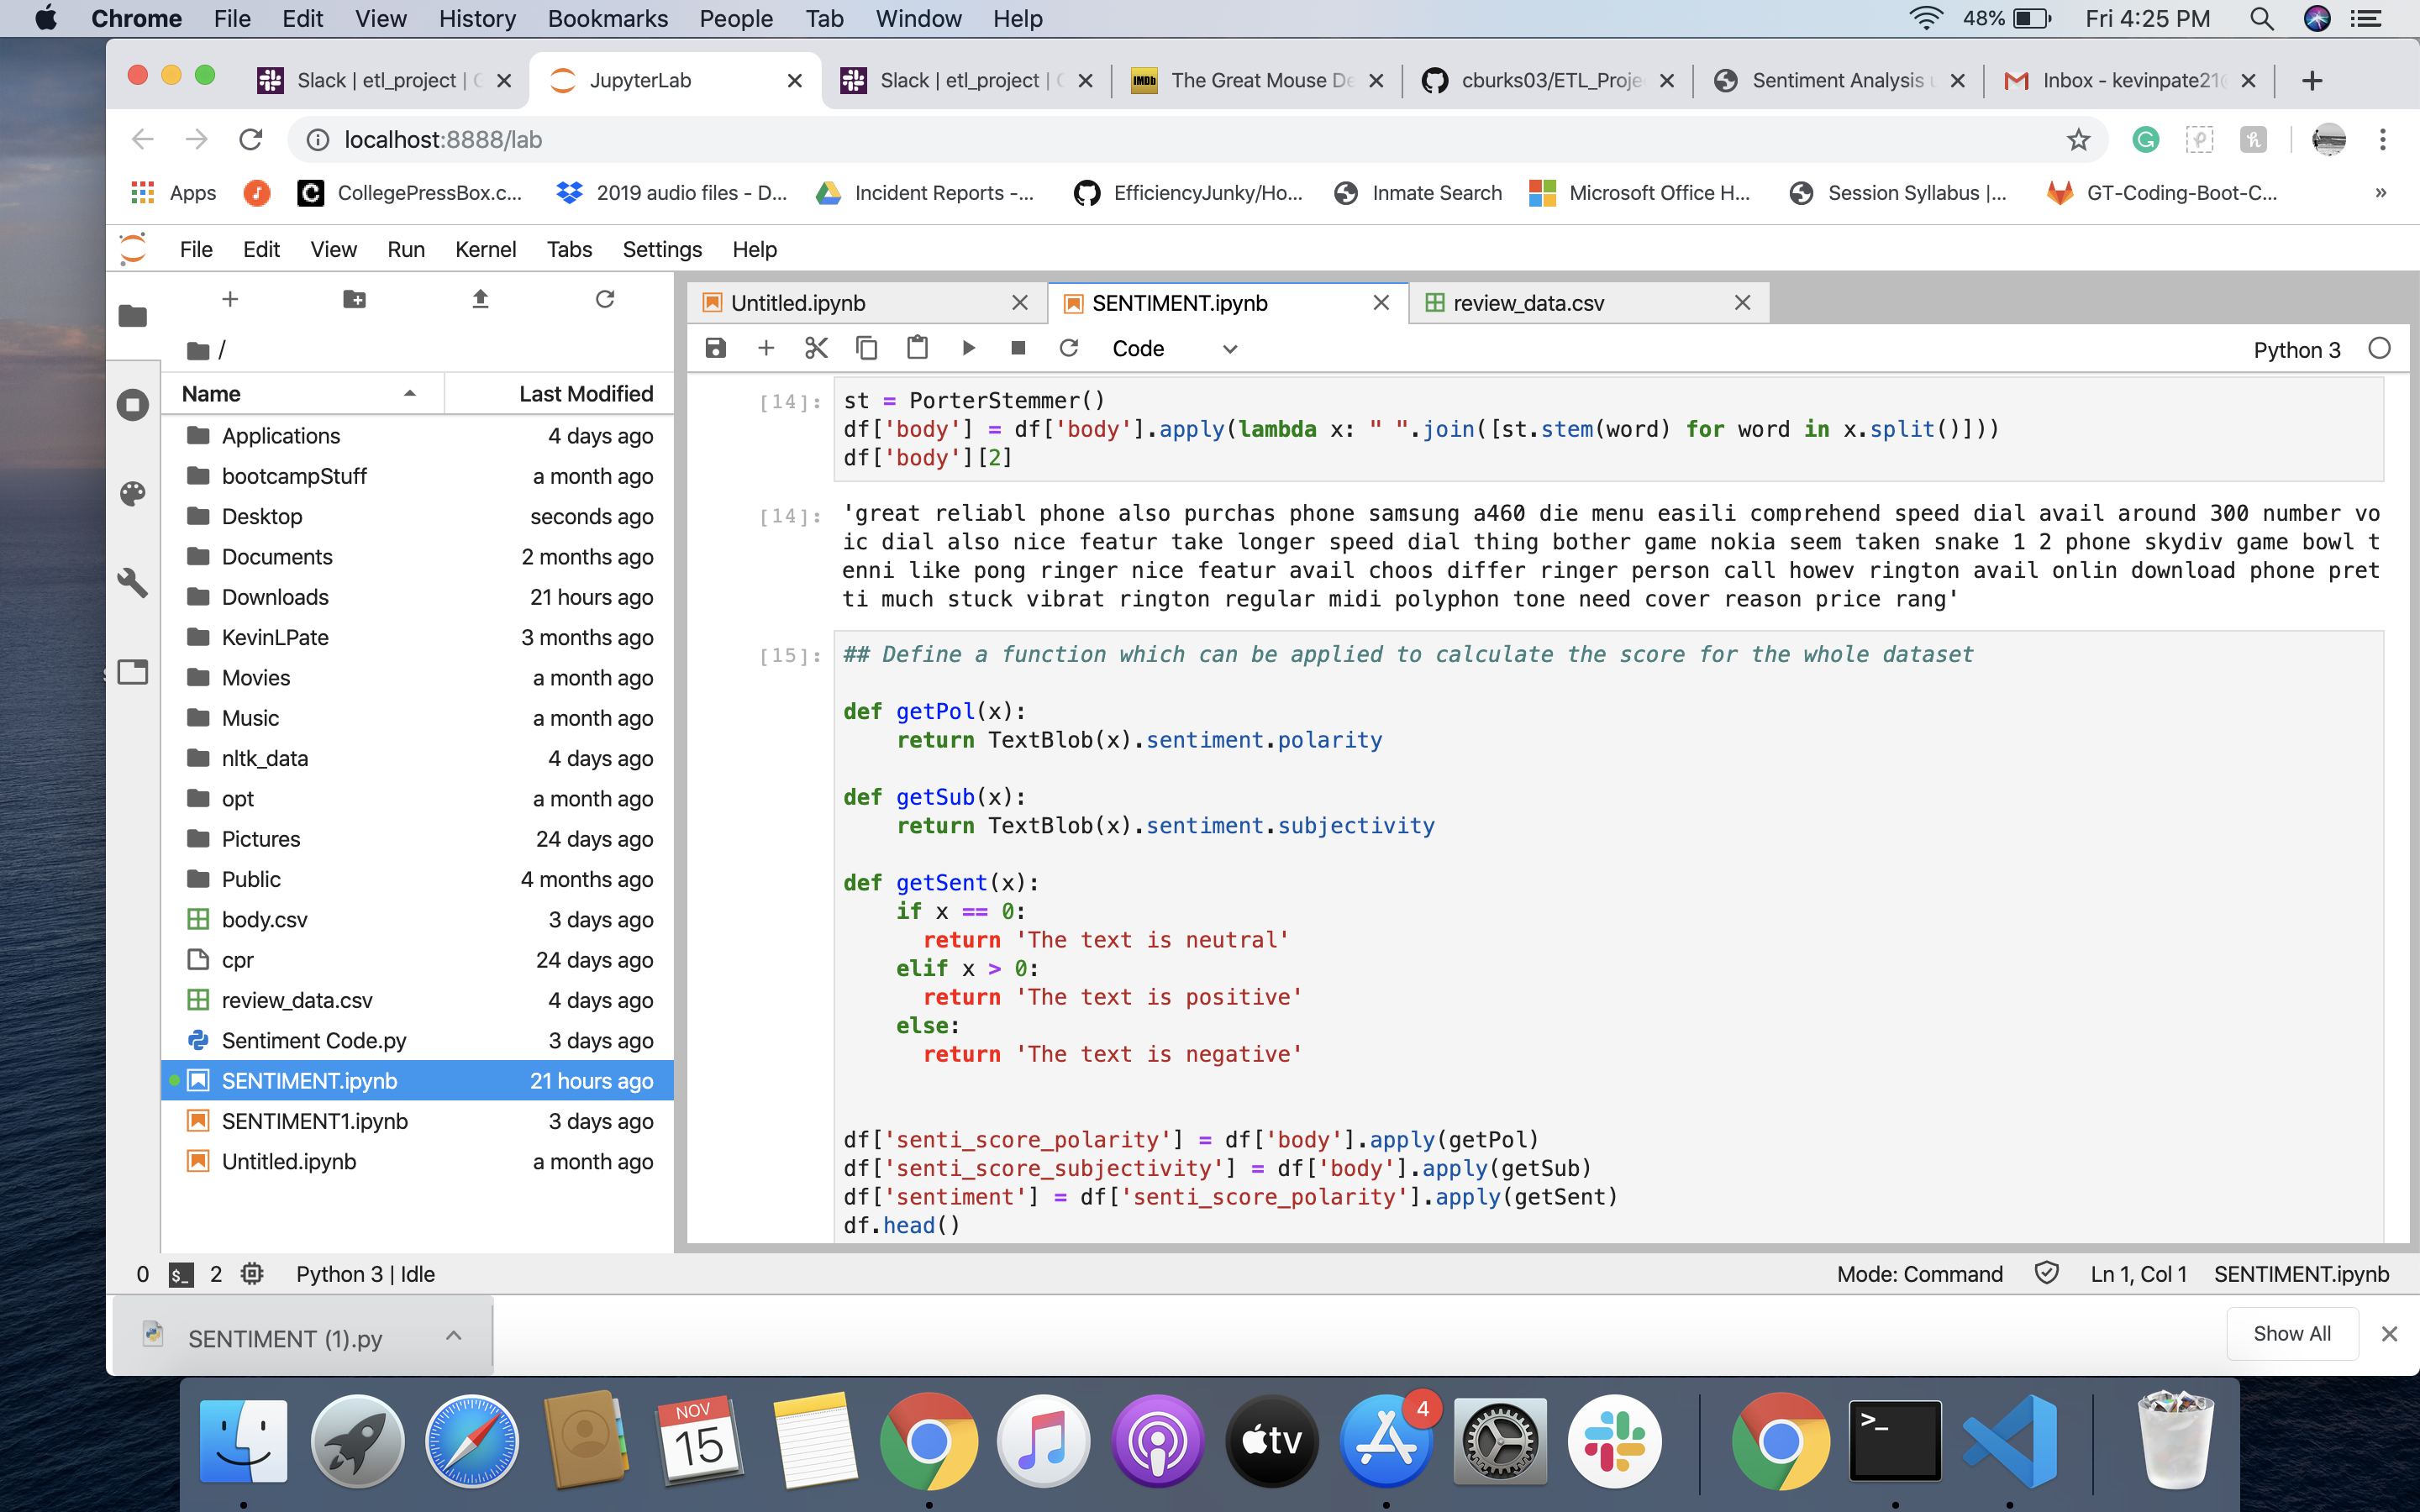 Chrome File Edit View History Bookmarks People Tab Window Help 48% Fri 4:25 PM
Slack | etl_project | JupyterLab Slack | etl_project | The Great Mouse De cburks03/ETL_Proje Sentiment Analysis Inbox - kevinpate21
localhost:8888/lab
Apps CollegePressBox.c... 2019 audio files - D... Incident Reports -... EfficiencyJunky/Ho... Inmate Search Microsoft Office H... Session Syllabus |... GT-Coding-Boot-C... »
File Edit View Run Kernel Tabs Settings Help
Untitled.ipynb SENTIMENT.ipynb review_data.csv
/
Code Python 3
Name Last Modified
Applications 4 days ago
bootcampStuff a month ago
Desktop seconds ago
Documents 2 months ago
Downloads 21 hours ago
KevinLPate 3 months ago
Movies a month ago
Music a month ago
nltk_data 4 days ago
opt a month ago
Pictures 24 days ago
Public 4 months ago
body.csv 3 days ago
cpr 24 days ago
review_data.csv 4 days ago
Sentiment Code.py 3 days ago
SENTIMENT.ipynb 21 hours ago
SENTIMENT1.ipynb 3 days ago
Untitled.ipynb a month ago
[14]: st = PorterStemmer()
df['body'] = df['body'].apply(lambda x: " ".join([st.stem(word) for word in x.split()]))
df['body'][2]
[14]: 'great reliabl phone also purchas phone samsung a460 die menu easili comprehend speed dial avail around 300 number vo
ic dial also nice featur take longer speed dial thing bother game nokia seem taken snake 1 2 phone skydiv game bowl t
enni like pong ringer nice featur avail choos differ ringer person call howev rington avail onlin download phone pret
ti much stuck vibrat rington regular midi polyphon tone need cover reason price rang'
[15]: ## Define a function which can be applied to calculate the score for the whole dataset
def getPol(x):
return TextBlob(x).sentiment.polarity
def getSub(x):
return TextBlob(x).sentiment.subjectivity
def getSent(x):
if x == 0:
return 'The text is neutral'
elif x > 0:
return 'The text is positive'
else:
return 'The text is negative'
df['senti_score_polarity'] = df['body'].apply(getPol)
df['senti_score_subjectivity'] = df['body'].apply(getSub)
df['sentiment'] = df['senti_score_polarity'].apply(getSent)
df.head()
0 $_ 2 Python 3 | Idle Mode: Command Ln 1, Col 1 SENTIMENT.ipynb
SENTIMENT (1).py Show All
NOV
15
tv
4
>_